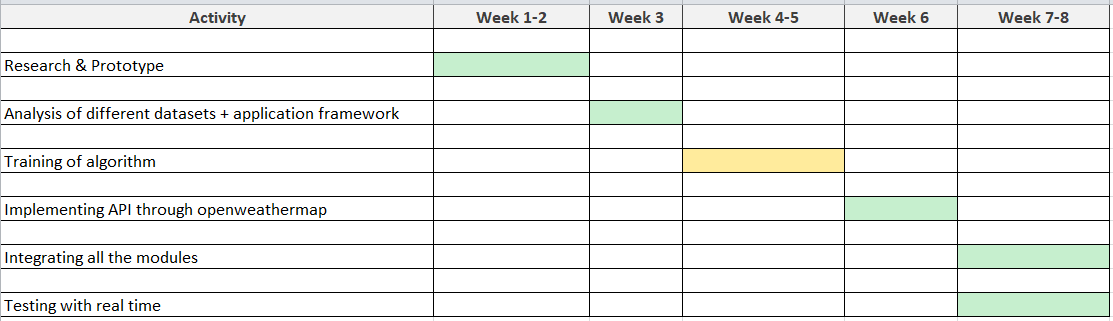 Activity Week 1-2 Week 3 Week 4-5 Week 6 Week 7-8
Research & Prototype
Analysis of different datasets + application framework
Training of algorithm
Implementing API through openweathermap
Integrating all the modules
Testing with real time